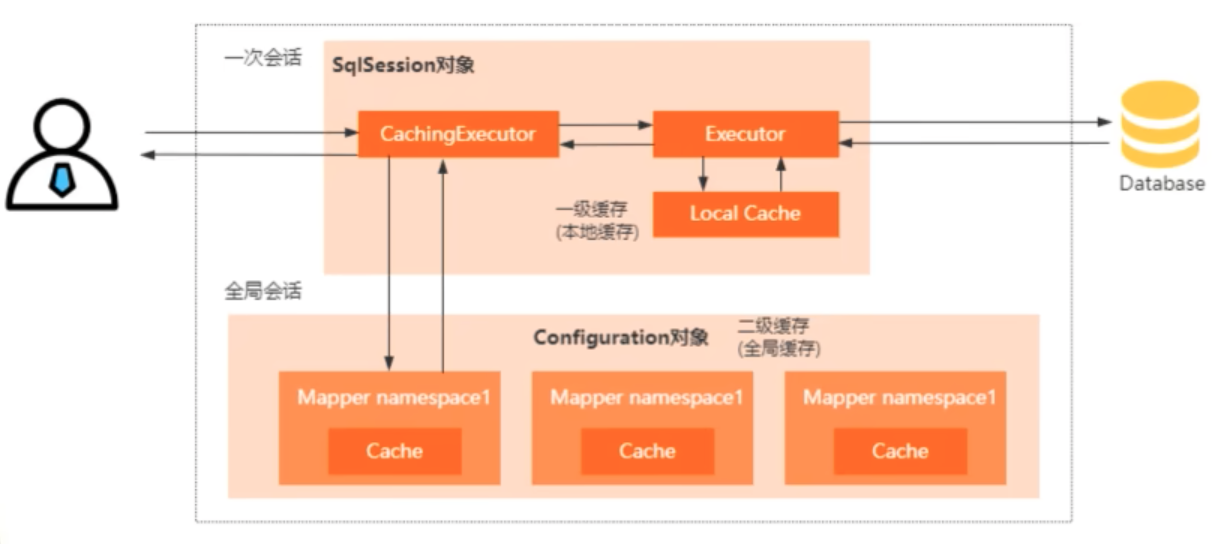 一次会话
SqlSession对象
CachingExecutor
Executor
Database
一级缓存
(本地缓存)
Local Cache
全局会话
Configuration对象
二级缓存
(全局缓存)
Mapper namespace1
Mapper namespace1
Mapper namespace1
Cache
Cache
Cache